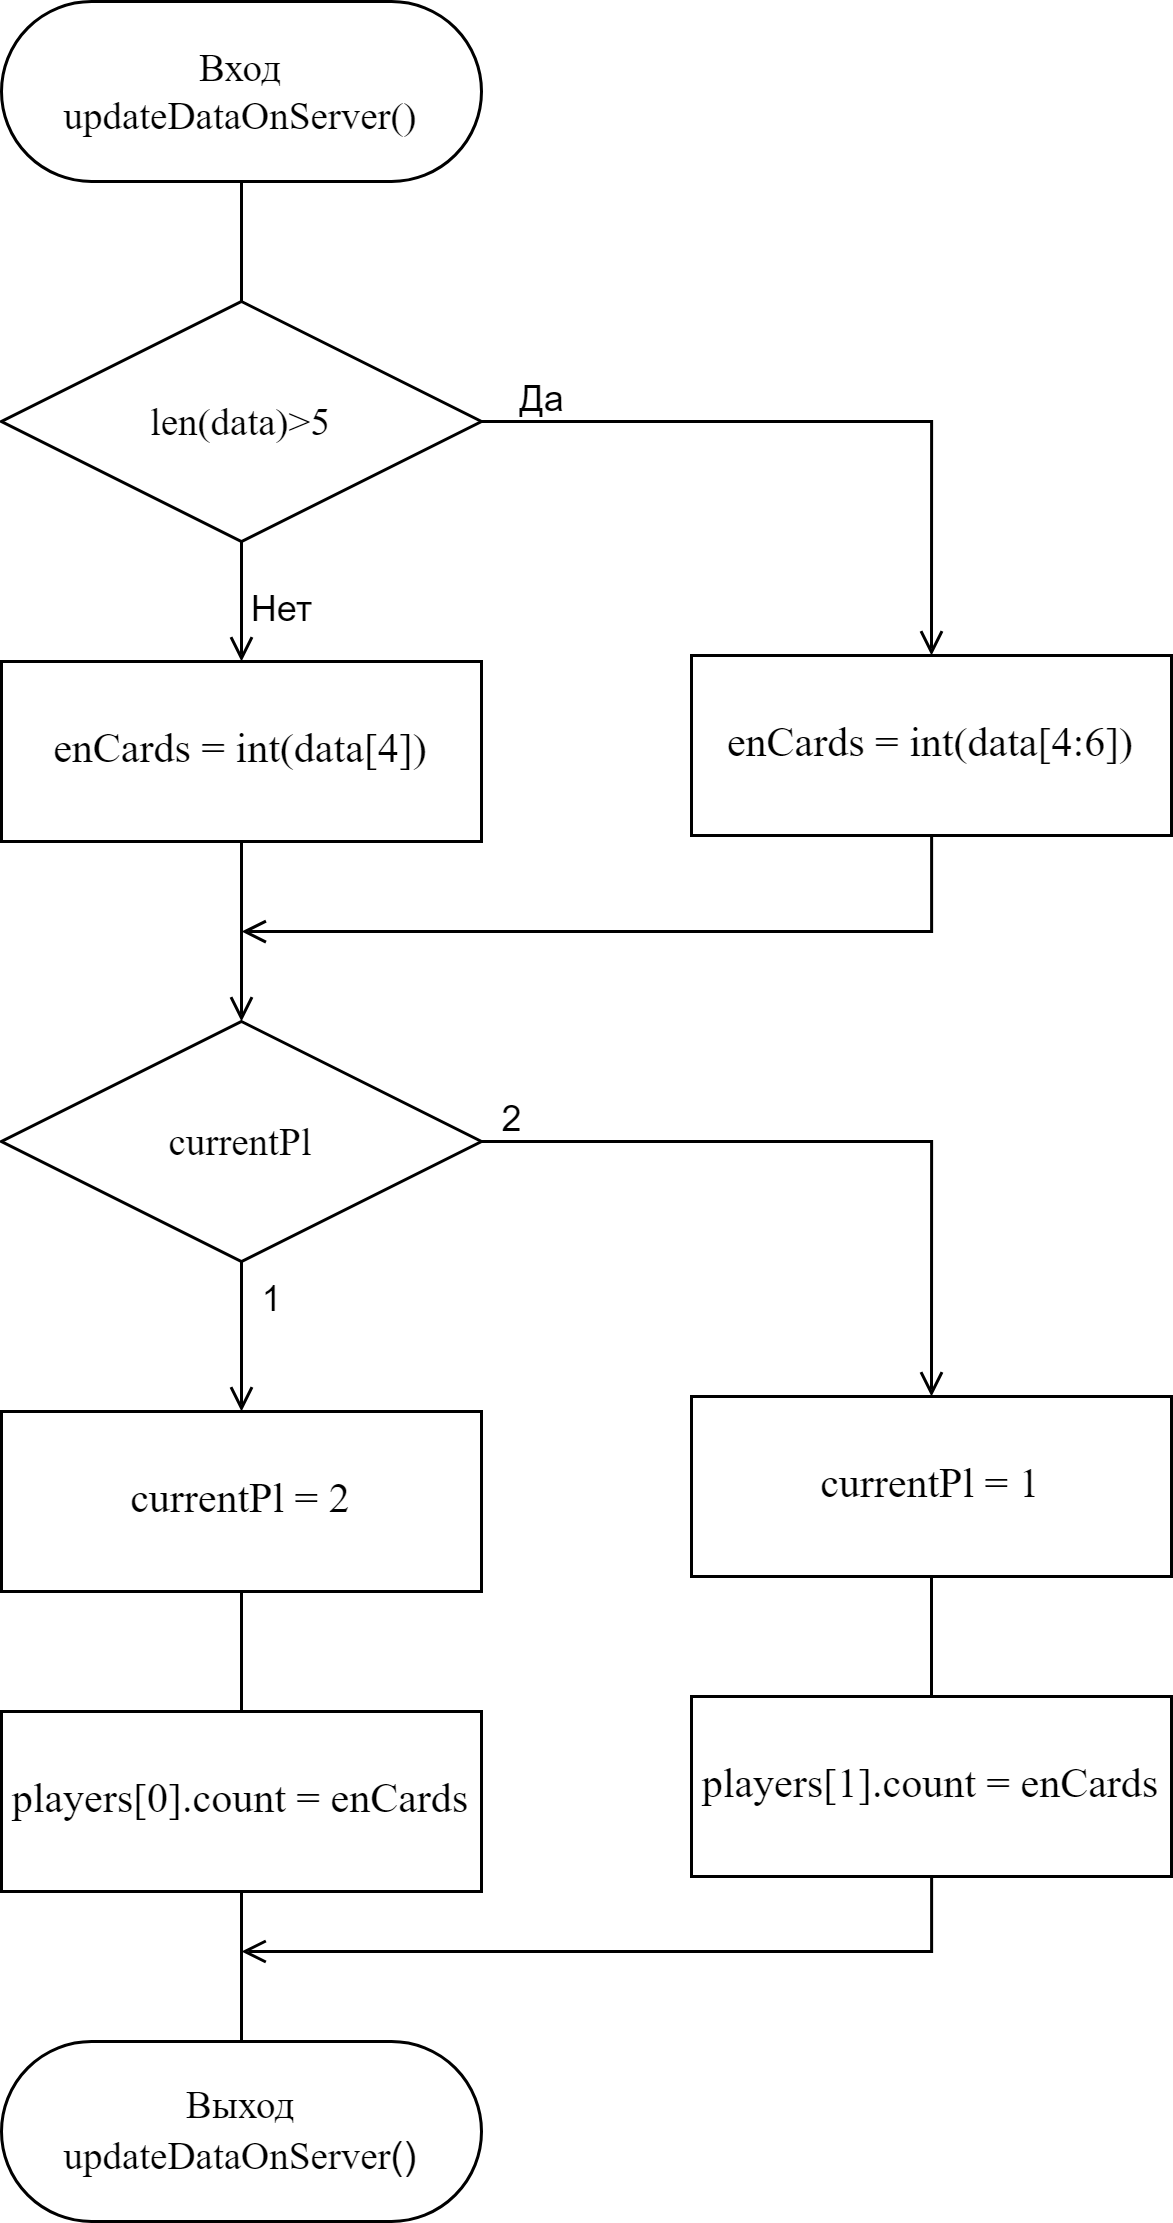 Вход
updateDataOnServer()
len(data)>5
Да
Нет
enCards = int(data[4])
enCards = int(data[4:6])
currentPl
2
1
currentPl = 2
currentPl = 1
players[0].count = enCards
players[1].count = enCards
Выход
updateDataOnServer()